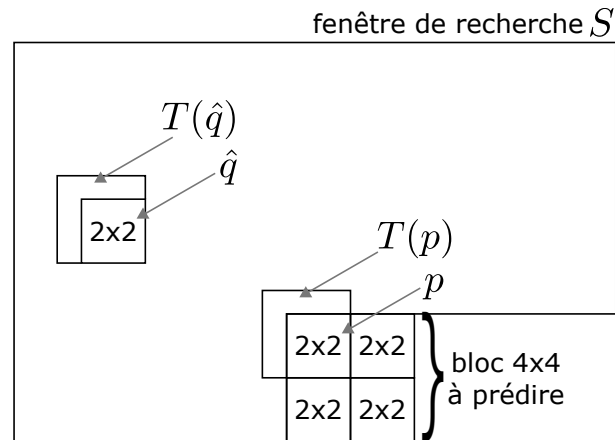 fenêtre de recherche S
T(q̂)
q̂
2x2
T(p)
p
2x2 2x2
bloc 4x4
à prédire
2x2 2x2